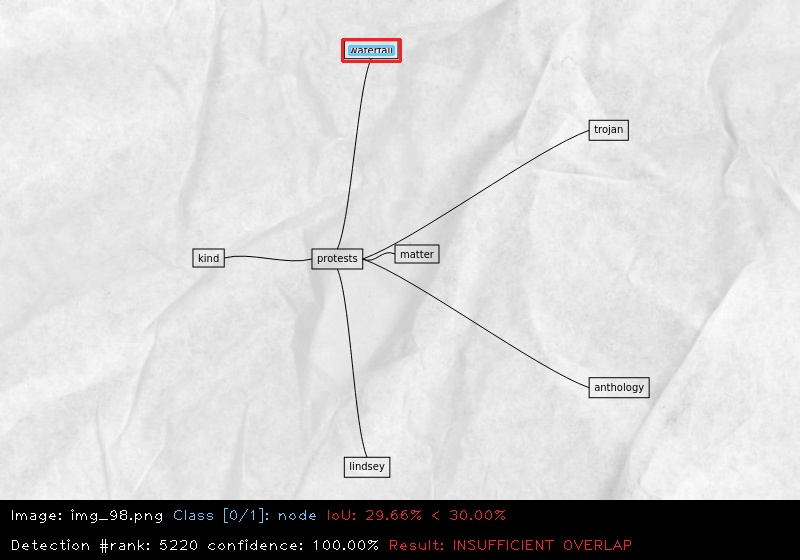 waterfall
trojan
kind
protests
matter
anthology
lindsey
Image: img_98.png Class [0/1]: node IoU: 29.66% < 30.00%
Detection #rank: 5220 confidence: 100.00% Result: INSUFFICIENT OVERLAP